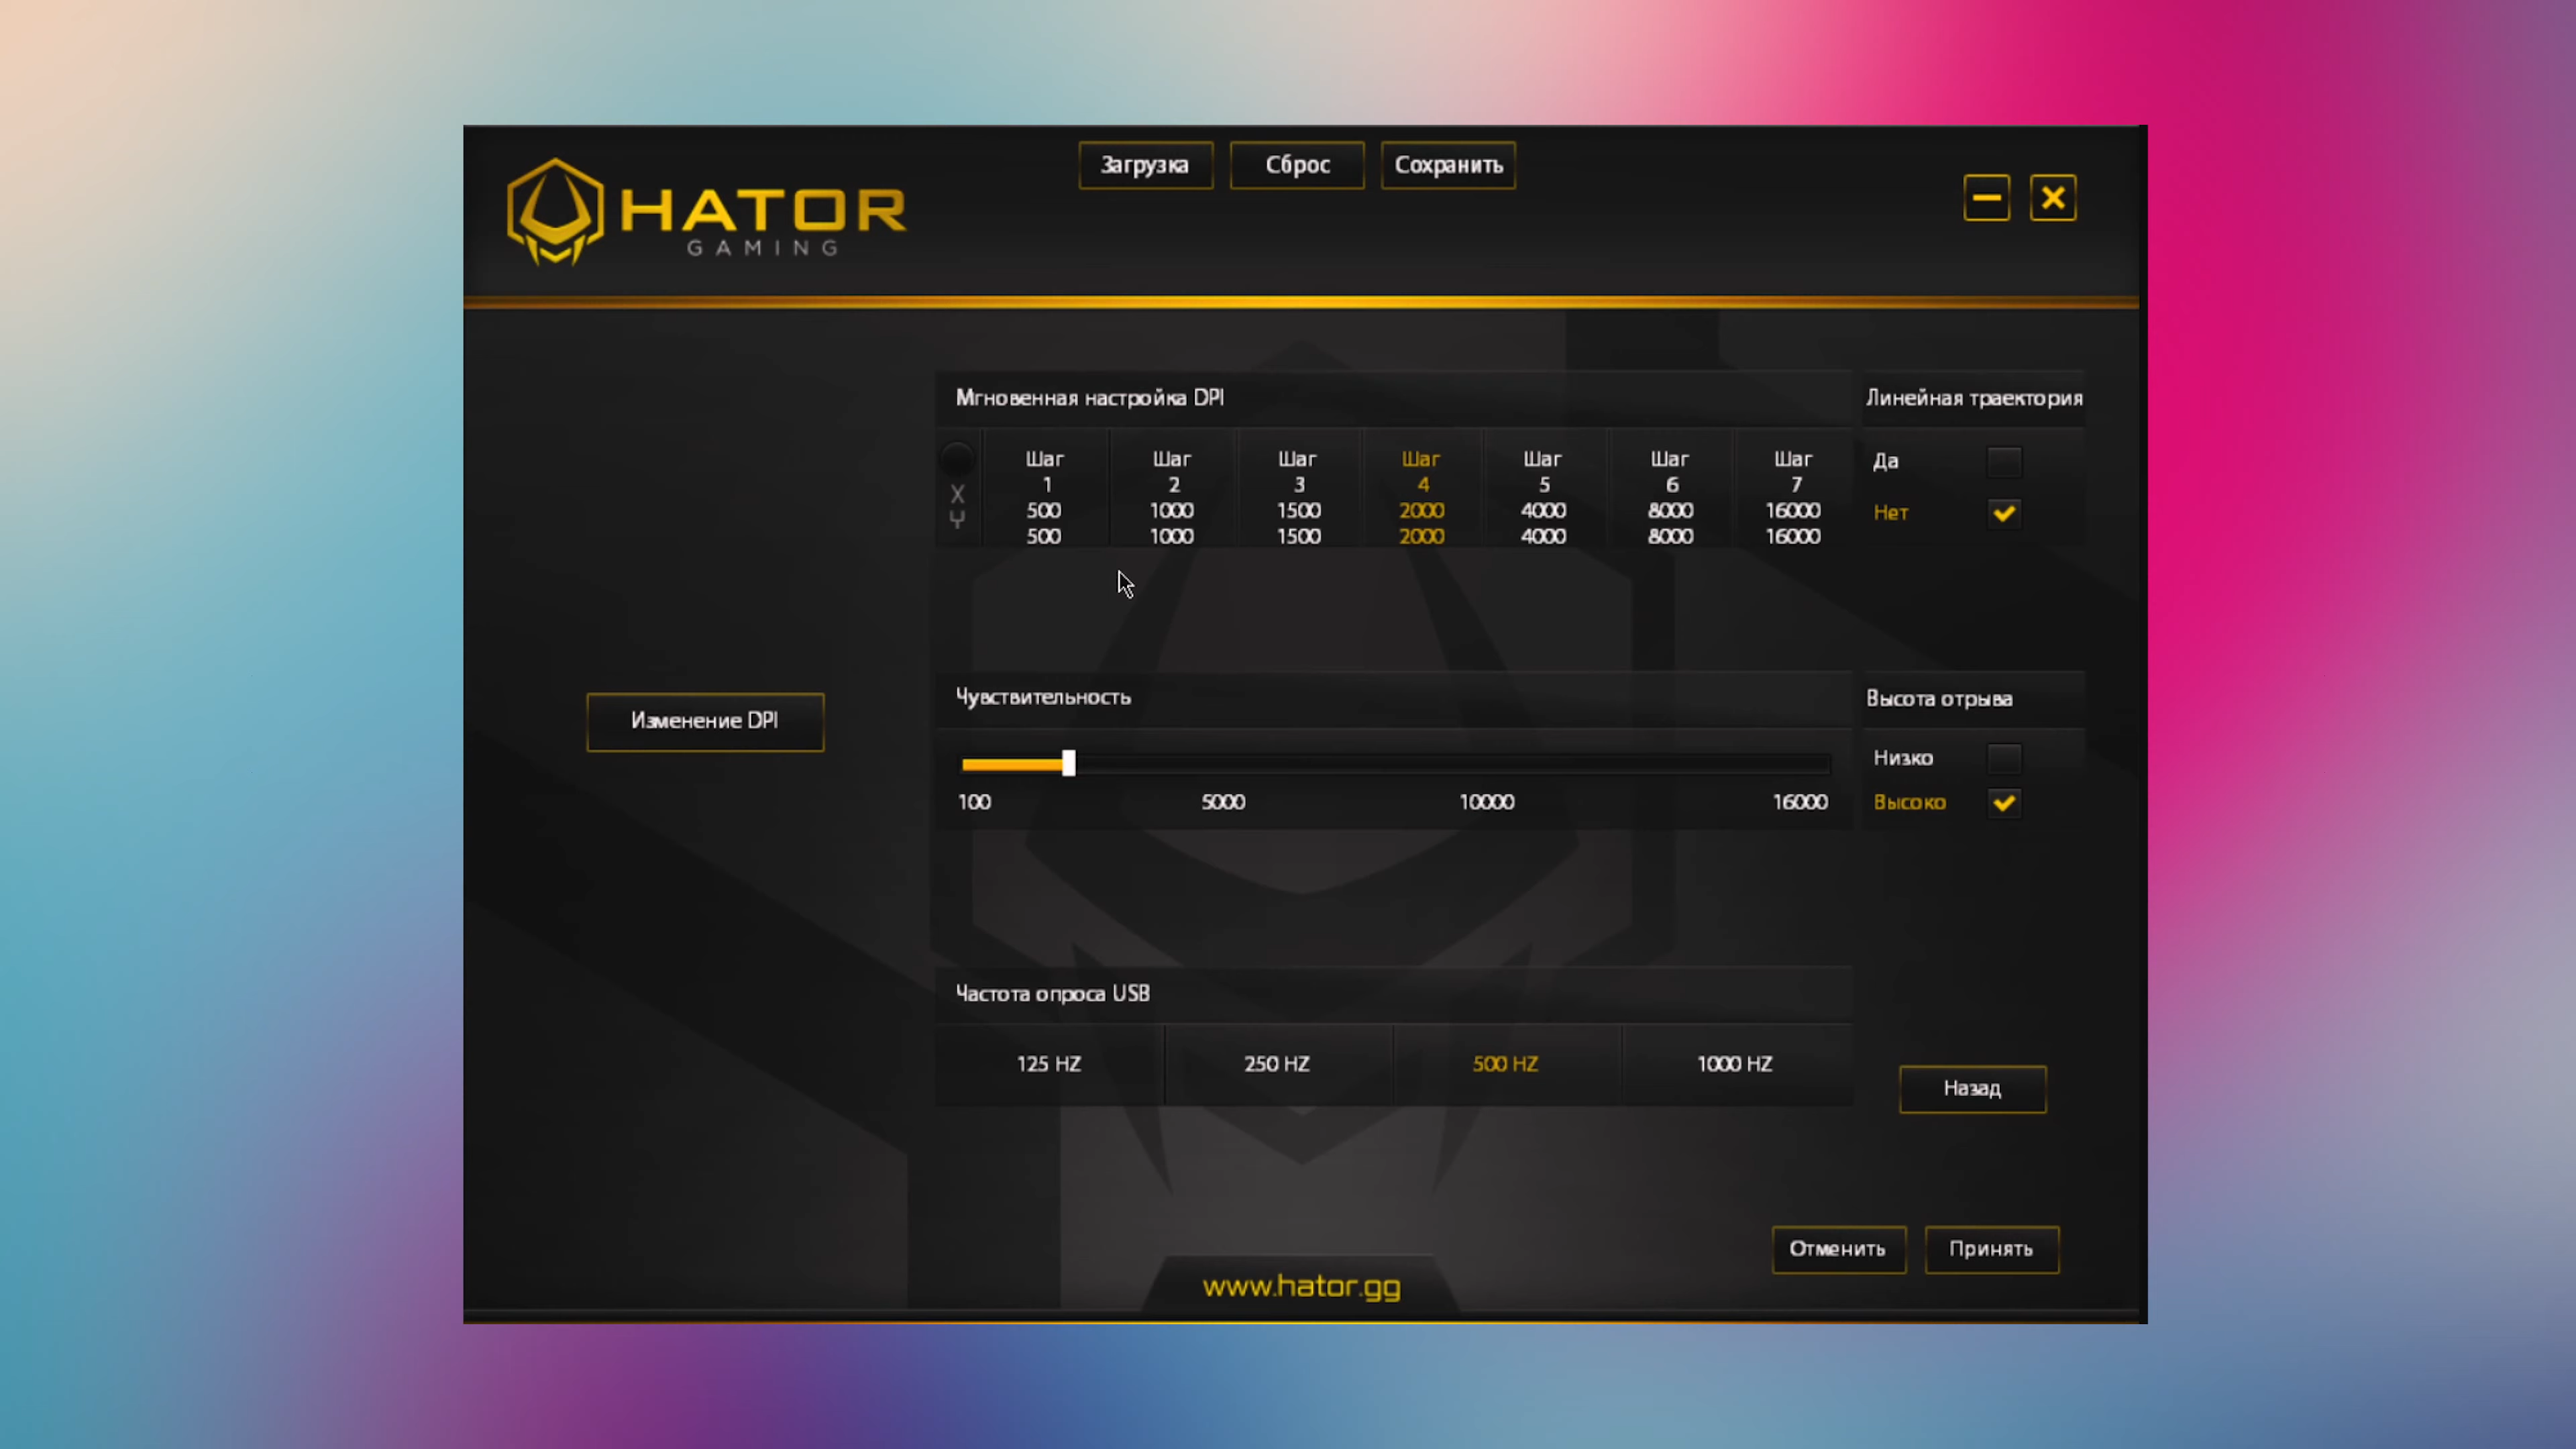 Загрузка Сброс Сохранить
HATOR
GAMING
Мгновенная настройка DPI
Шаг Шаг Шаг Шаг Шаг Шаг Шаг
1 2 3 4 5 6 7
X 500 1000 1500 2000 4000 8000 16000
Y 500 1000 1500 2000 4000 8000 16000
Линейная траектория
Да
Нет
Изменение DPI
Чувствительность
100 5000 10000 16000
Высота отрыва
Низко
Высоко
Частота опроса USB
125 HZ 250 HZ 500 HZ 1000 HZ
Назад
Отменить Принять
www.hator.gg